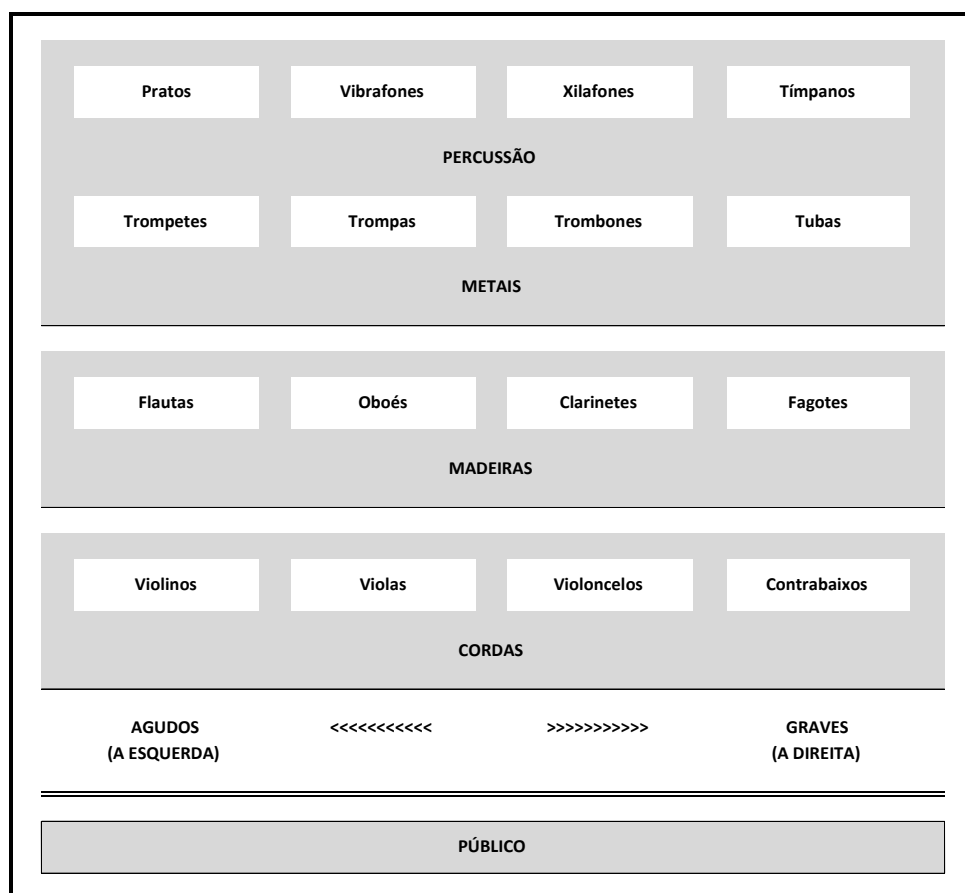 Pratos Vibrafones Xilafones Tímpanos
PERCUSSÃO
Trompetes Trompas Trombones Tubas
METAIS
Flautas Oboés Clarinetes Fagotes
MADEIRAS
Violinos Violas Violoncelos Contrabaixos
CORDAS
AGUDOS <<<<<<<<<<< >>>>>>>>>>> GRAVES
(A ESQUERDA) (A DIREITA)
PÚBLICO